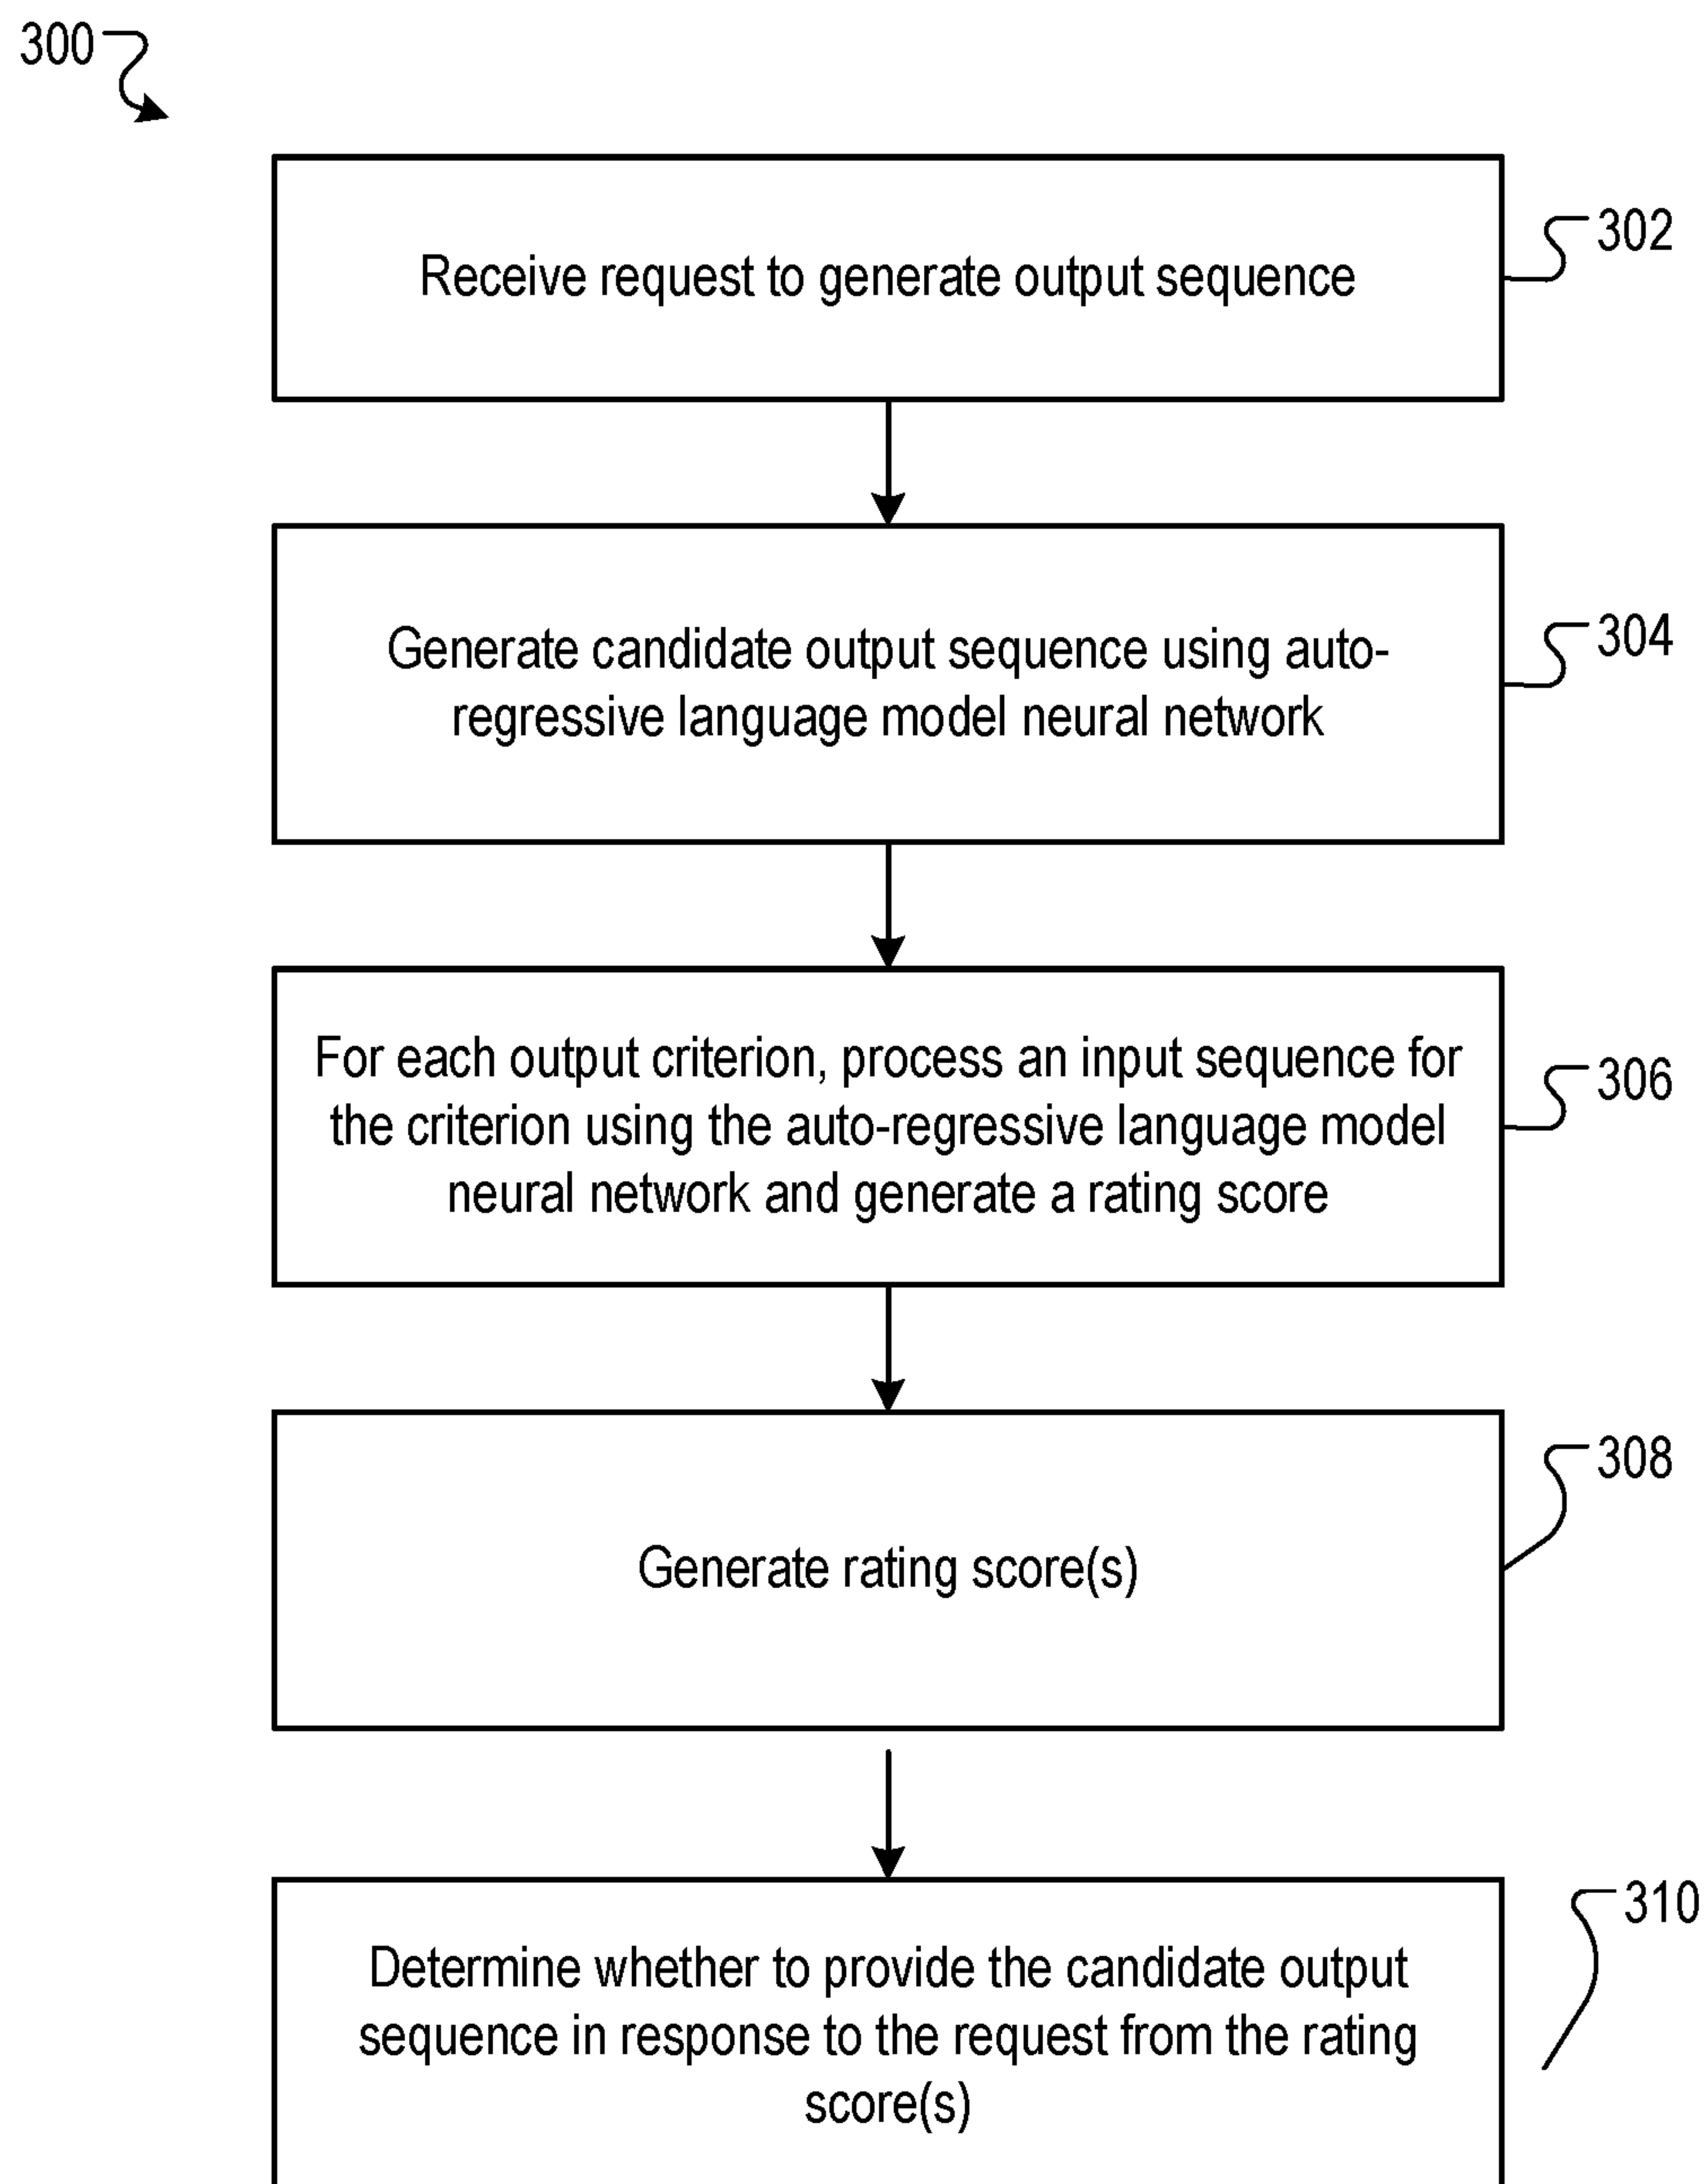 300
Receive request to generate output sequence
302
Generate candidate output sequence using auto-
regressive language model neural network
304
For each output criterion, process an input sequence for
the criterion using the auto-regressive language model
neural network and generate a rating score
306
Generate rating score(s)
308
Determine whether to provide the candidate output
sequence in response to the request from the rating
score(s)
310